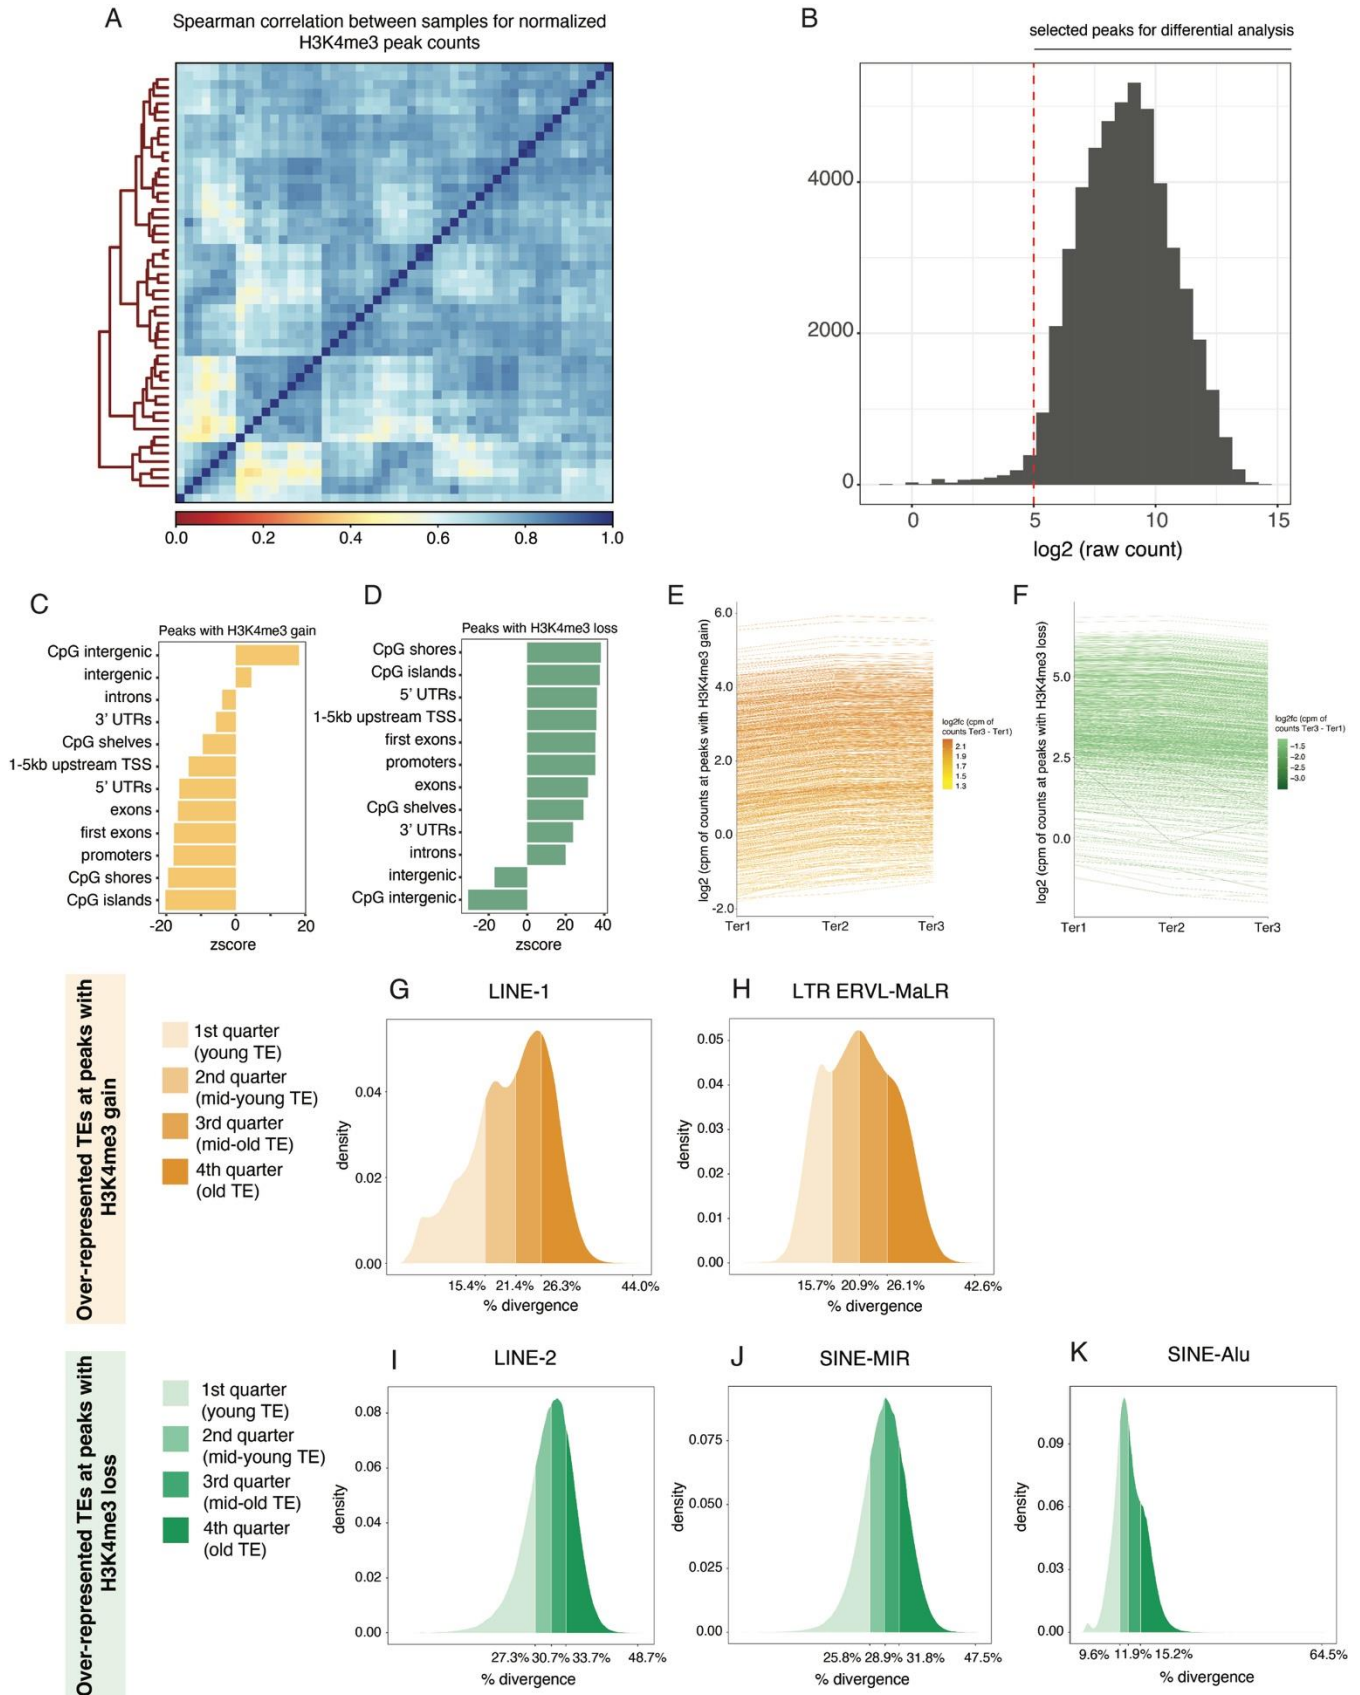 A
Spearman correlation between samples for normalized
H3K4me3 peak counts
0.0 0.2 0.4 0.6 0.8 1.0
B
selected peaks for differential analysis
4000
2000
0
0 5 10 15
log2 (raw count)
C
Peaks with H3K4me3 gain
CpG intergenic
intergenic
introns
3' UTRs
CpG shelves
1-5kb upstream TSS
5' UTRs
exons
first exons
promoters
CpG shores
CpG islands
-20 0 20
zscore
D
Peaks with H3K4me3 loss
CpG shores
CpG islands
5' UTRs
1-5kb upstream TSS
first exons
promoters
exons
CpG shelves
3' UTRs
introns
intergenic
CpG intergenic
-20 0 20 40
zscore
E
log2 (cpm of counts at peaks with H3K4me3 gain)
6.0
4.0
2.0
0.0
-2.0
Ter1 Ter2 Ter3
log2fc (cpm of
counts Ter3 - Ter1)
2.1
1.9
1.7
1.5
1.3
F
log2 (cpm of counts at peaks with H3K4me3 loss)
5.0
2.5
0.0
Ter1 Ter2 Ter3
log2fc (cpm of
counts Ter3 - Ter1)
-1.5
-2.0
-2.5
-3.0
Over-represented TEs at peaks with
H3K4me3 gain
1st quarter
(young TE)
2nd quarter
(mid-young TE)
3rd quarter
(mid-old TE)
4th quarter
(old TE)
G
LINE-1
density
0.04
0.02
0.00
15.4% 21.4% 26.3% 44.0%
% divergence
H
LTR ERVL-MaLR
density
0.05
0.04
0.03
0.02
0.01
0.00
15.7% 20.9% 26.1% 42.6%
% divergence
Over-represented TEs at peaks with
H3K4me3 loss
1st quarter
(young TE)
2nd quarter
(mid-young TE)
3rd quarter
(mid-old TE)
4th quarter
(old TE)
I
LINE-2
density
0.08
0.06
0.04
0.02
0.00
27.3% 30.7% 33.7% 48.7%
% divergence
J
SINE-MIR
density
0.075
0.050
0.025
0.00
25.8% 28.9% 31.8% 47.5%
% divergence
K
SINE-Alu
density
0.09
0.06
0.03
0.00
9.6% 11.9% 15.2% 64.5%
% divergence